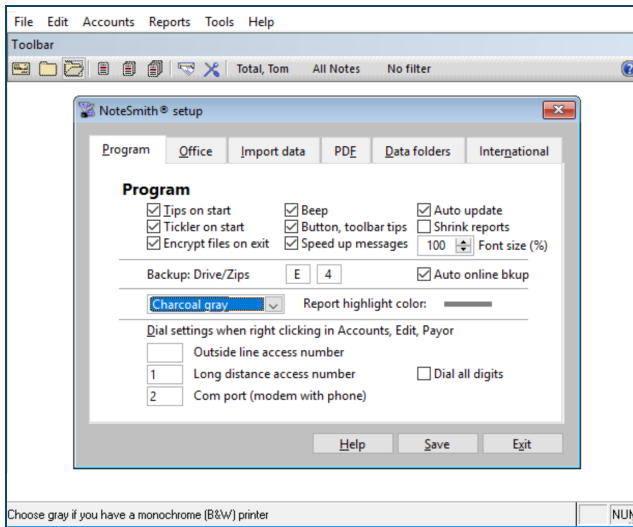 File Edit Accounts Reports Tools Help
Toolbar
Total, Tom All Notes No filter
NoteSmith® setup
Program Office Import data PDF Data folders International
Program
Tips on start Beep Auto update
Tickler on start Button, toolbar tips Shrink reports
Encrypt files on exit Speed up messages 100 Font size (%)
Backup: Drive/Zips E 4 Auto online bkup
Charcoal gray Report highlight color:
Dial settings when right clicking in Accounts, Edit, Payor
Outside line access number
1 Long distance access number Dial all digits
2 Com port (modem with phone)
Help Save Exit
Choose gray if you have a monochrome (B&W) printer NUM